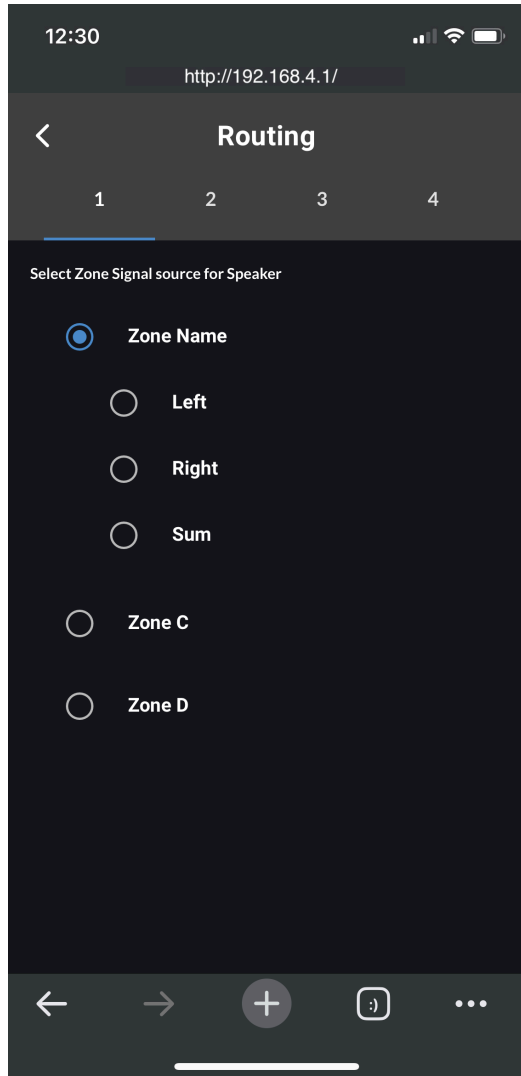 12:30
http://192.168.4.1/
Routing
1 2 3 4
Select Zone Signal source for Speaker
Zone Name
Left
Right
Sum
Zone C
Zone D
:)